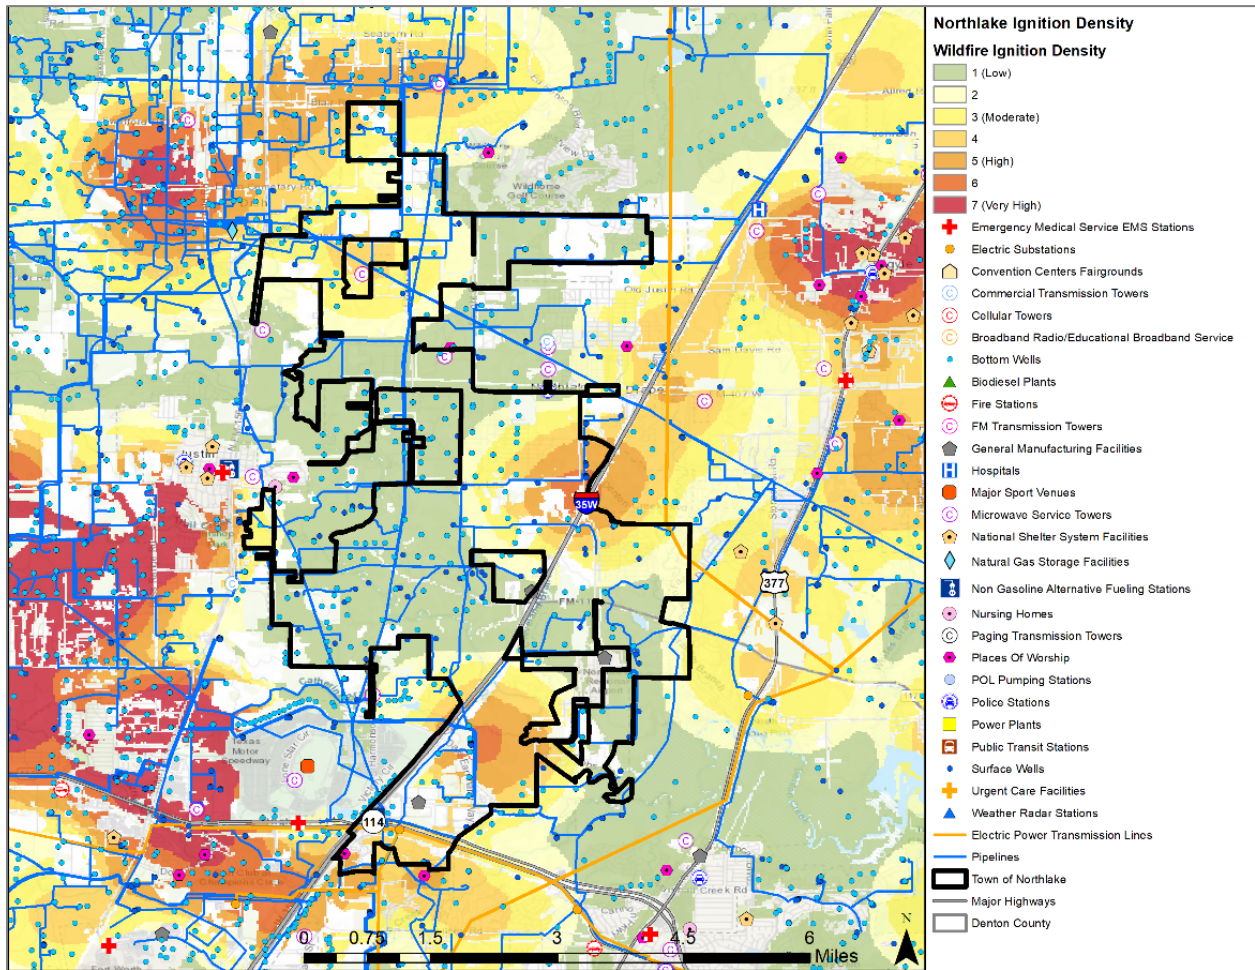 Northlake Ignition Density
Wildfire Ignition Density
1 (Low)
2
3 (Moderate)
4
5 (High)
6
7 (Very High)
Emergency Medical Service EMS Stations
Electric Substations
Convention Centers Fairgrounds
Commercial Transmission Towers
Cellular Towers
Broadband Radio/Educational Broadband Service
Bottom Wells
Biodiesel Plants
Fire Stations
FM Transmission Towers
General Manufacturing Facilities
Hospitals
Major Sport Venues
Microwave Service Towers
National Shelter System Facilities
Natural Gas Storage Facilities
Non Gasoline Alternative Fueling Stations
Nursing Homes
Paging Transmission Towers
Places Of Worship
POL Pumping Stations
Police Stations
Power Plants
Public Transit Stations
Surface Wells
Urgent Care Facilities
Weather Radar Stations
Electric Power Transmission Lines
Pipelines
Town of Northlake
Major Highways
Denton County
Wildhorse
Golf Course
Old Justin Rd
Sam Davis Rd
35W
377
Texas
Motor
Speedway
114
Creek Rd
N
0 0.75 1.5 3 4.5 6
Miles